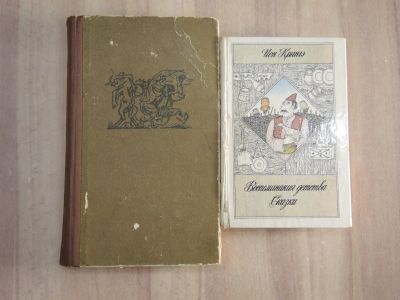 Ион Крянгэ
Воспоминания детства
Сказки